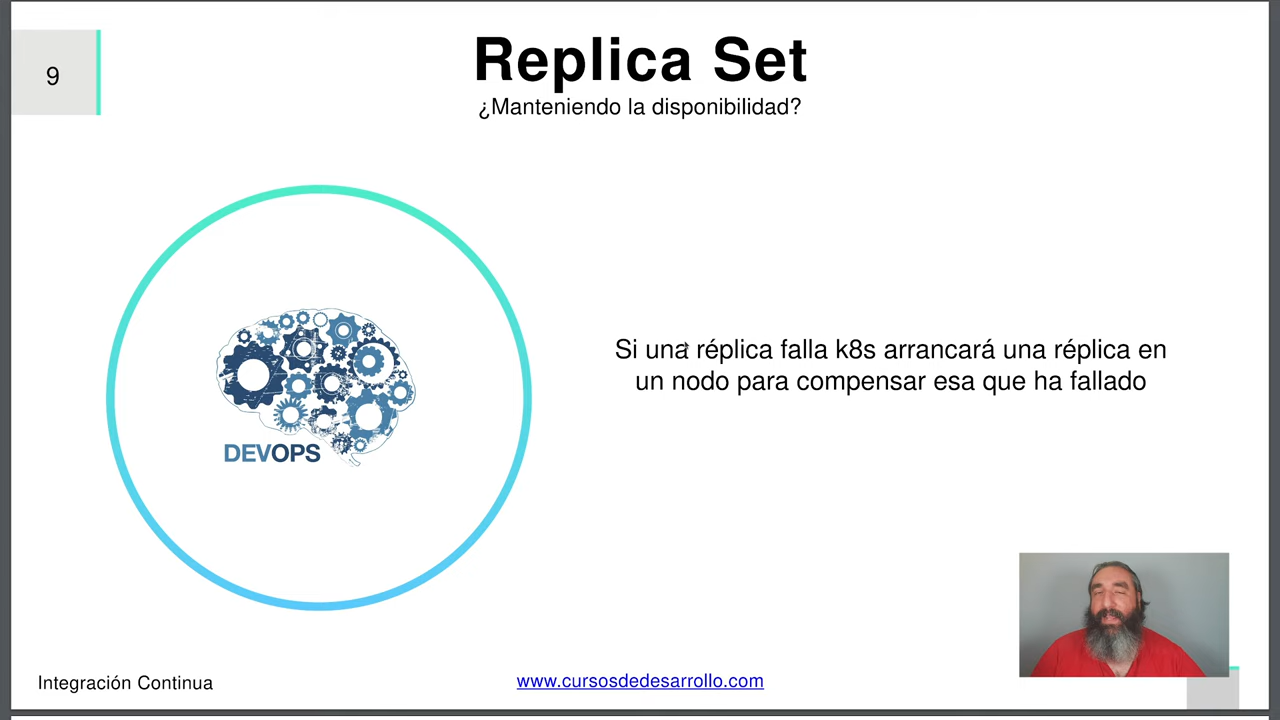 9
Replica Set
¿Manteniendo la disponibilidad?
Si una réplica falla k8s arrancará una réplica en
un nodo para compensar esa que ha fallado
DEVOPS
Integración Continua
www.cursosdedesarrollo.com